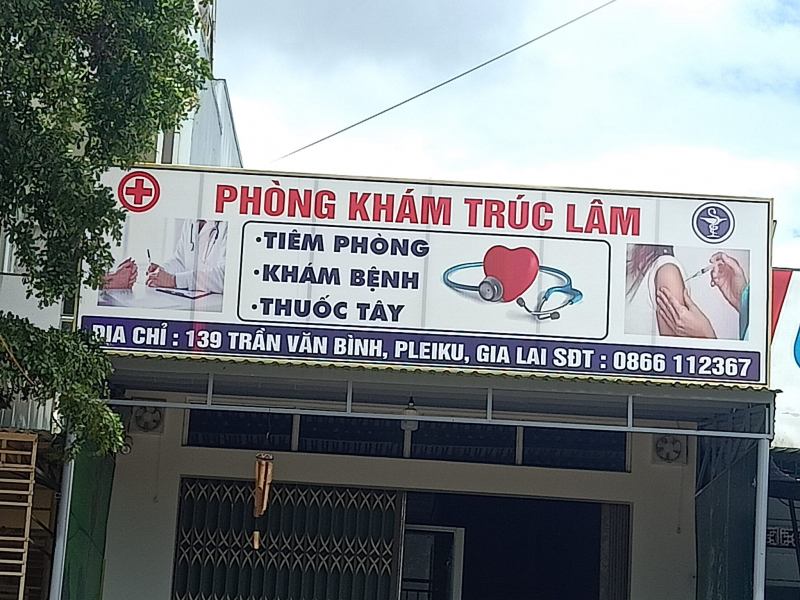 PHÒNG KHÁM TRÚC LÂM
·TIÊM PHÒNG
·KHÁM BỆNH
·THUỐC TÂY
ĐỊA CHỈ : 139 TRẦN VĂN BÌNH, PLEIKU, GIA LAI SĐT : 0866 112367